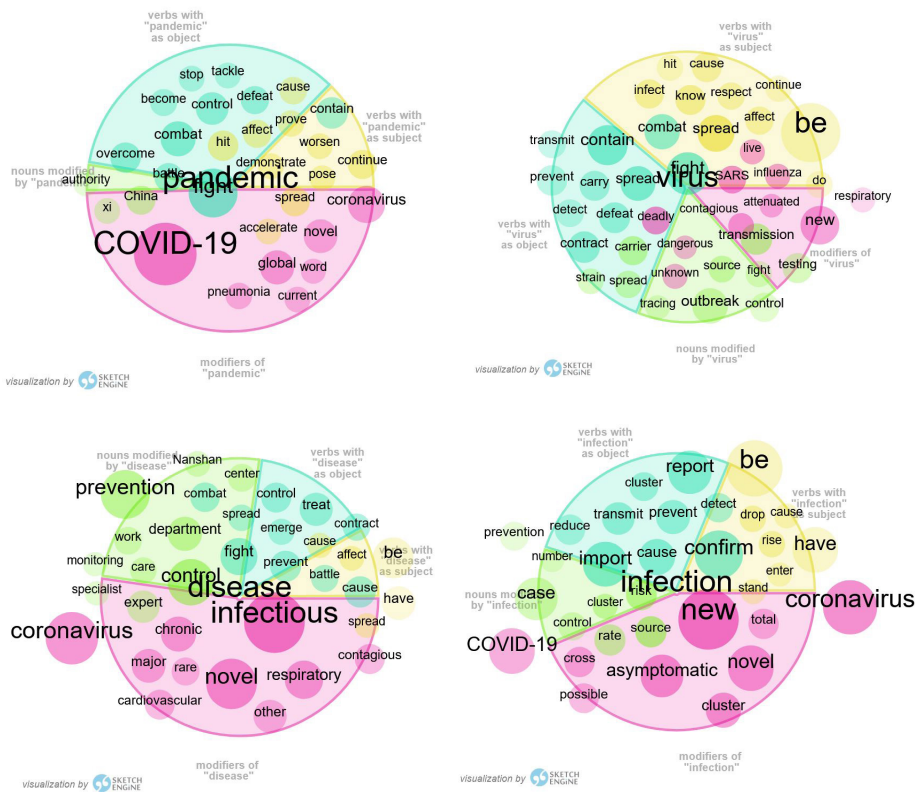 verbs with
"pandemic"
as object
stop
tackle
cause
become
control
defeat
contain
verbs with
"pandemic"
as subject
combat
hit
affect
prove
worsen
overcome
demonstrate
continue
battle
pose
nouns modified
by "pandemic"
authority
pandemic
fight
xi
China
spread
coronavirus
COVID-19
accelerate
novel
global
word
pneumonia
current
modifiers of
"pandemic"
visualization by
SKETCH
ENGINE
verbs with
"virus"
as subject
hit
cause
infect
know
respect
continue
transmit
contain
combat
spread
affect
be
live
fight
virus
prevent
carry
spread
SARS
influenza
do
respiratory
verbs with
"virus"
as object
detect
defeat
deadly
contagious
attenuated
new
contract
carrier
dangerous
transmission
modifiers of
"virus"
strain
spread
unknown
source
fight
testing
tracing
outbreak
control
nouns modified
by "virus"
visualization by
SKETCH
ENGINE
nouns modified
by "disease"
Nanshan
center
verbs with
"disease"
as object
prevention
combat
control
treat
work
department
spread
emerge
contract
monitoring
care
fight
prevent
cause
affect
be
verbs with
"disease"
as subject
control
battle
disease
cause
have
specialist
expert
infectious
spread
coronavirus
chronic
contagious
major
rare
novel
respiratory
cardiovascular
other
modifiers of
"disease"
visualization by
SKETCH
ENGINE
verbs with
"infection"
as object
report
be
cluster
detect
drop
cause
verbs with
"infection"
as subject
prevention
reduce
transmit
prevent
number
import
cause
confirm
rise
have
enter
infection
stand
nouns modified
by "infection"
case
cluster
risk
new
coronavirus
COVID-19
control
rate
source
total
cross
asymptomatic
novel
possible
cluster
modifiers of
"infection"
visualization by
SKETCH
ENGINE